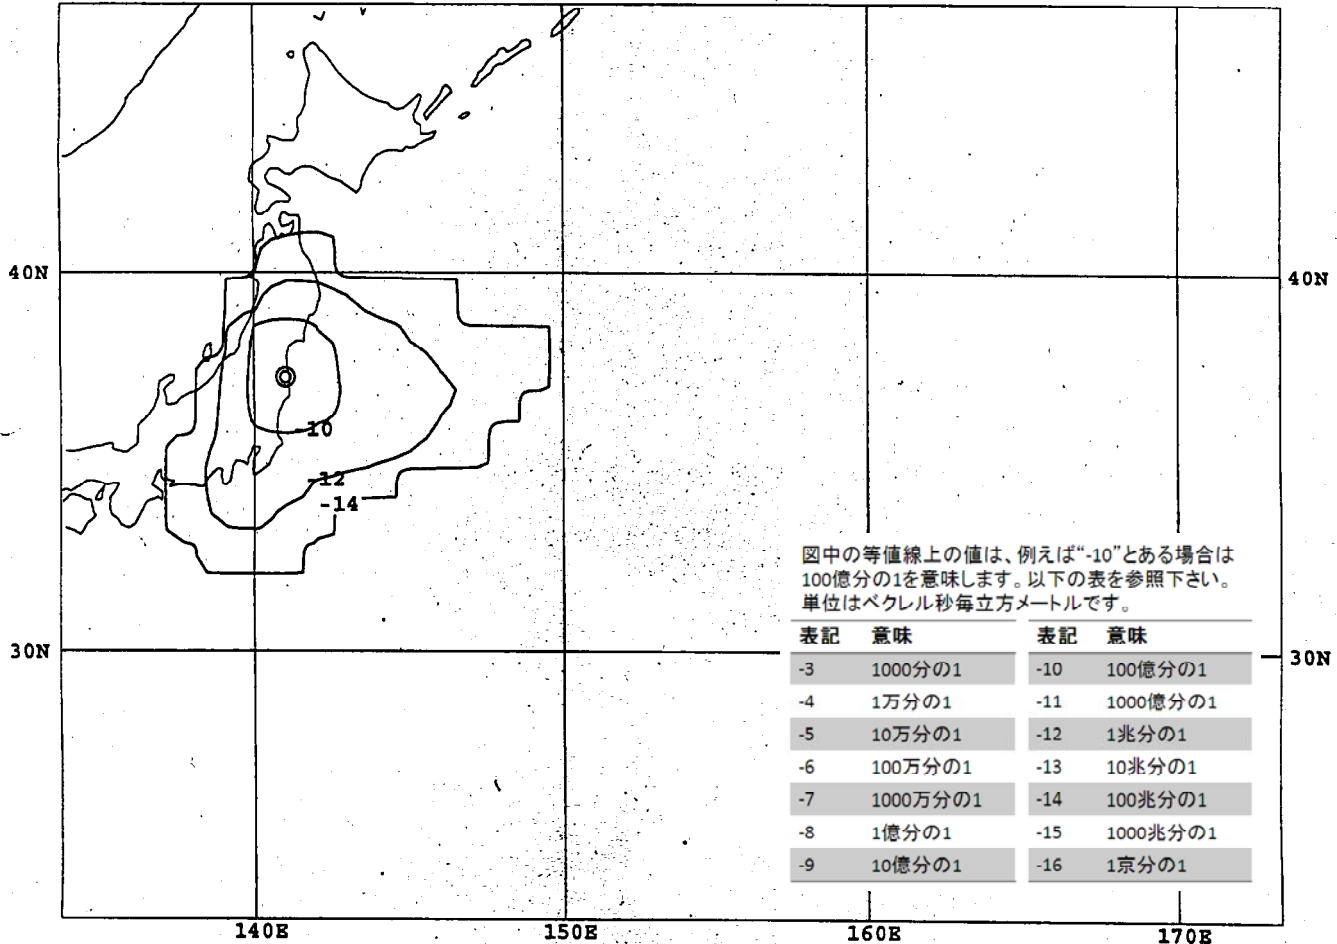 40N
40N
-10
-12
-14
図中の等値線上の値は、例えば“-10”とある場合は
100億分の1を意味します。以下の表を参照下さい。
単位はベクレル秒毎立方メートルです。
表記 意味 表記 意味
-3 1000分の1 -10 100億分の1
-4 1万分の1 -11 1000億分の1
-5 10万分の1 -12 1兆分の1
-6 100万分の1 -13 10兆分の1
-7 1000万分の1 -14 100兆分の1
-8 1億分の1 -15 1000兆分の1
-9 10億分の1 -16 1京分の1
30N
30N
140E 150E 160E 170E